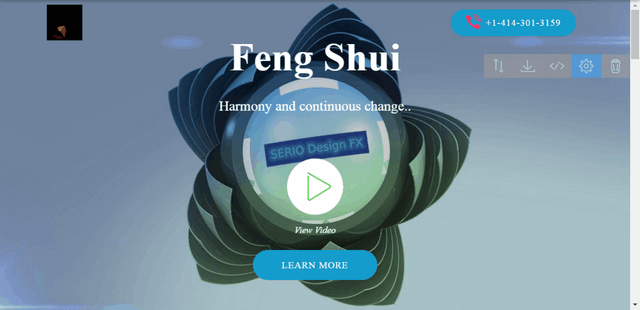 +1-414-301-3159
Feng Shui
Harmony and continuous change..
SERIO Design FX
View Video
LEARN MORE